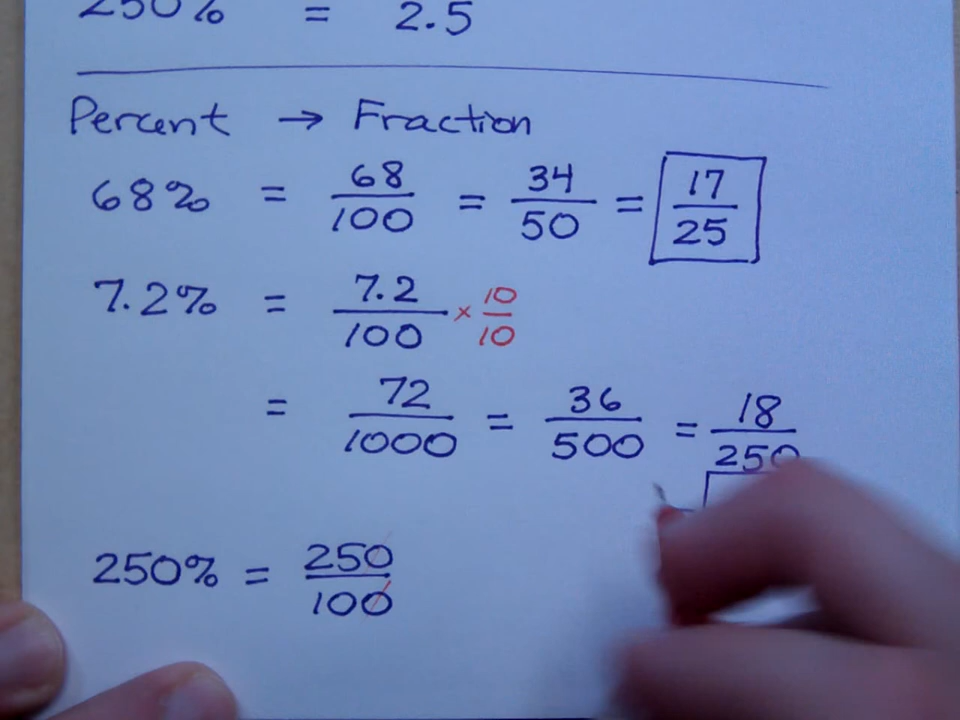 250% = 2.5
Percent → Fraction
68% = 68/100 = 34/50 = 17/25
7.2% = 7.2/100 × 10/10
= 72/1000 = 36/500 = 18/250
250% = 250/100